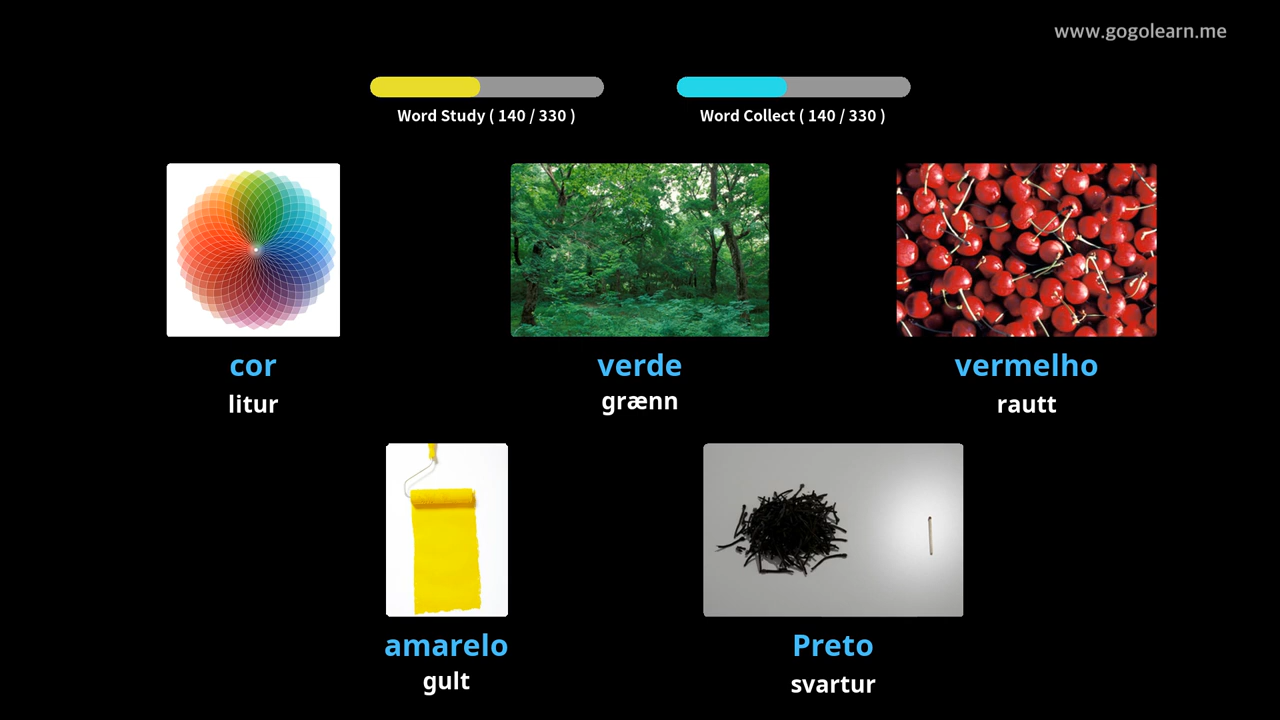 www.gogolearn.me
Word Study ( 140 / 330 )
Word Collect ( 140 / 330 )
cor
litur
verde
grænn
vermelho
rautt
amarelo
gult
Preto
svartur